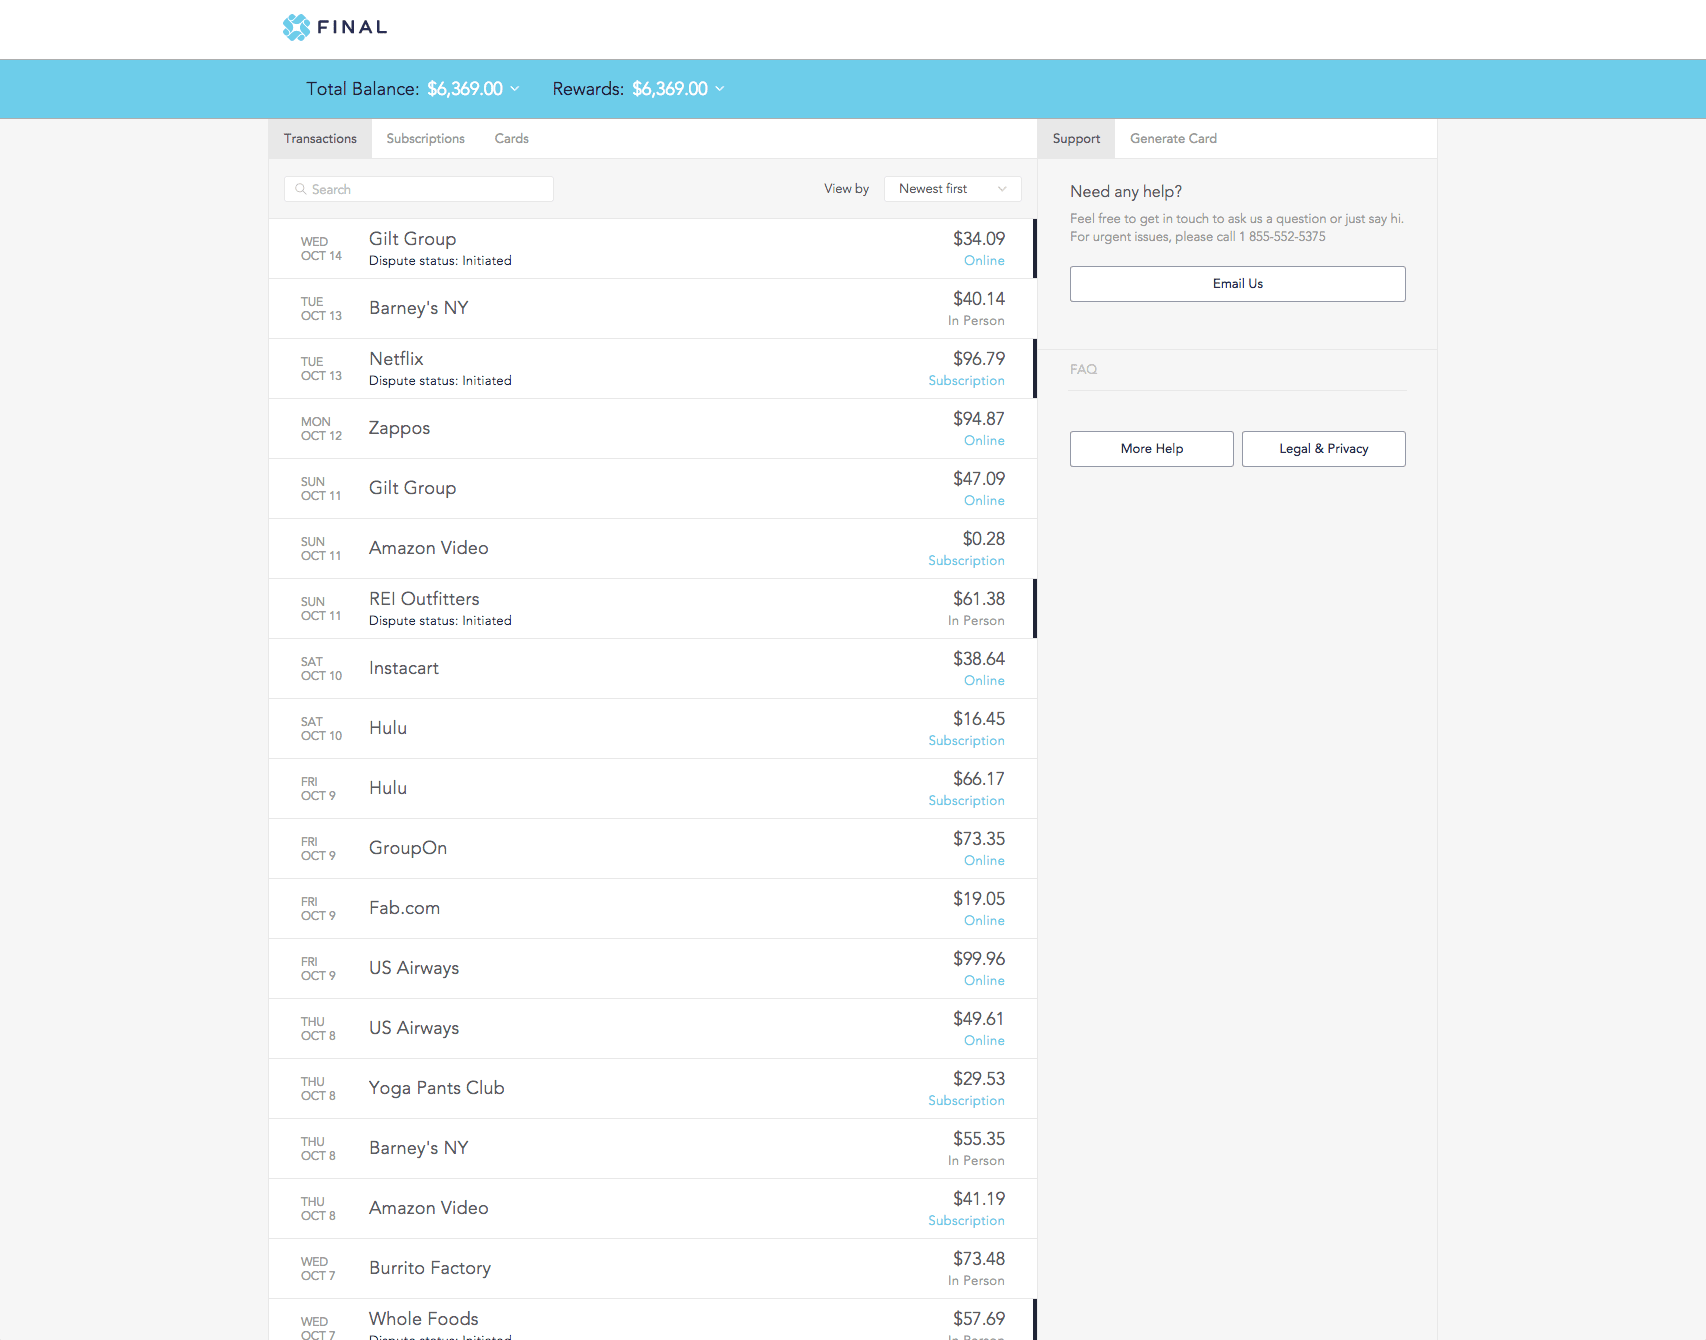 FINAL
Total Balance: $6,369.00 Rewards: $6,369.00
Transactions Subscriptions Cards Support Generate Card
Search View by Newest first
Need any help?
Feel free to get in touch to ask us a question or just say hi.
For urgent issues, please call 1 855-552-5375
Email Us
FAQ
More Help Legal & Privacy
WED
OCT 14
Gilt Group
Dispute status: Initiated
$34.09
Online
TUE
OCT 13
Barney's NY
$40.14
In Person
TUE
OCT 13
Netflix
Dispute status: Initiated
$96.79
Subscription
MON
OCT 12
Zappos
$94.87
Online
SUN
OCT 11
Gilt Group
$47.09
Online
SUN
OCT 11
Amazon Video
$0.28
Subscription
SUN
OCT 11
REI Outfitters
Dispute status: Initiated
$61.38
In Person
SAT
OCT 10
Instacart
$38.64
Online
SAT
OCT 10
Hulu
$16.45
Subscription
FRI
OCT 9
Hulu
$66.17
Subscription
FRI
OCT 9
GroupOn
$73.35
Online
FRI
OCT 9
Fab.com
$19.05
Online
FRI
OCT 9
US Airways
$99.96
Online
THU
OCT 8
US Airways
$49.61
Online
THU
OCT 8
Yoga Pants Club
$29.53
Subscription
THU
OCT 8
Barney's NY
$55.35
In Person
THU
OCT 8
Amazon Video
$41.19
Subscription
WED
OCT 7
Burrito Factory
$73.48
In Person
WED
OCT 7
Whole Foods
Dispute status: Initiated
$57.69
In Person